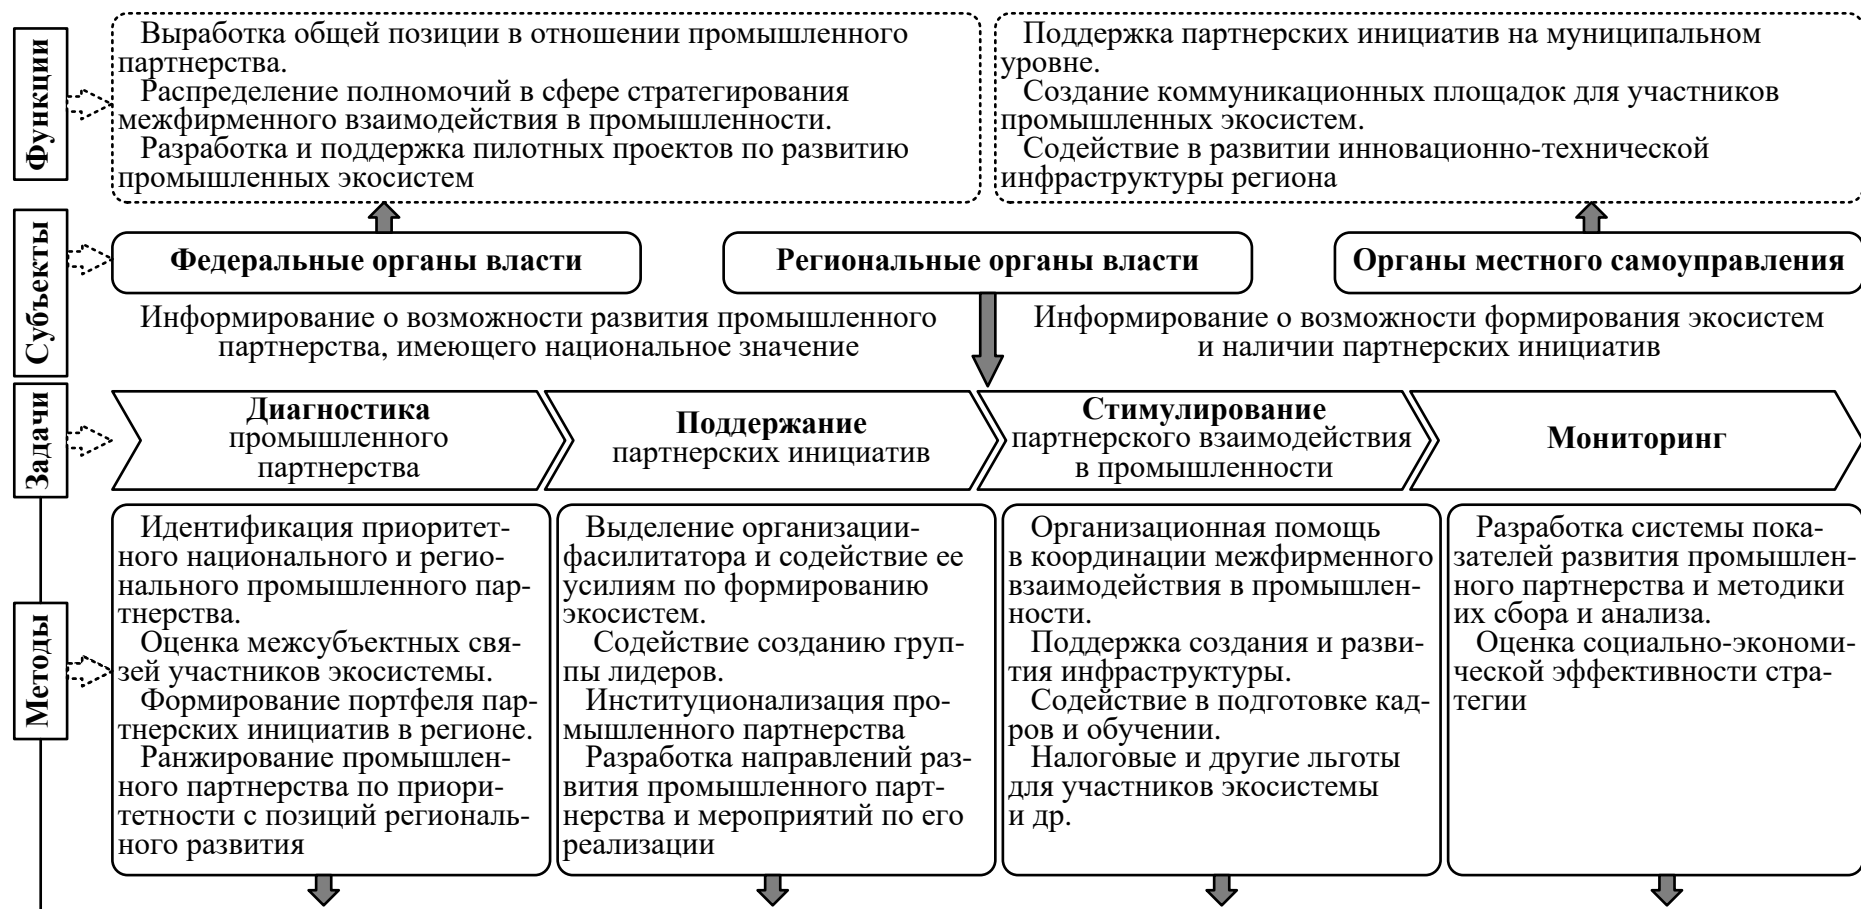 Функции
Выработка общей позиции в отношении промышленного
партнерства.
Распределение полномочий в сфере стратегирования
межфирменного взаимодействия в промышленности.
Разработка и поддержка пилотных проектов по развитию
промышленных экосистем
Поддержка партнерских инициатив на муниципальном
уровне.
Создание коммуникационных площадок для участников
промышленных экосистем.
Содействие в развитии инновационно-технической
инфраструктуры региона
Субъекты
Федеральные органы власти
Региональные органы власти
Органы местного самоуправления
Информирование о возможности развития промышленного
партнерства, имеющего национальное значение
Информирование о возможности формирования экосистем
и наличии партнерских инициатив
Задачи
Диагностика
промышленного
партнерства
Поддержание
партнерских инициатив
Стимулирование
партнерского взаимодействия
в промышленности
Мониторинг
Методы
Идентификация приоритет-
ного национального и регио-
нального промышленного пар-
тнерства.
Оценка межсубъектных свя-
зей участников экосистемы.
Формирование портфеля пар-
тнерских инициатив в регионе.
Ранжирование промышлен-
ного партнерства по приори-
тетности с позиций региональ-
ного развития
Выделение организации-
фасилитатора и содействие ее
усилиям по формированию
экосистем.
Содействие созданию груп-
пы лидеров.
Институционализация про-
мышленного партнерства
Разработка направлений раз-
вития промышленного парт-
нерства и мероприятий по его
реализации
Организационная помощь
в координации межфирменного
взаимодействия в промышлен-
ности.
Поддержка создания и разви-
тия инфраструктуры.
Содействие в подготовке кад-
ров и обучении.
Налоговые и другие льготы
для участников экосистемы
и др.
Разработка системы пока-
зателей развития промышлен-
ного партнерства и методики
их сбора и анализа.
Оценка социально-экономи-
ческой эффективности стра-
тегии